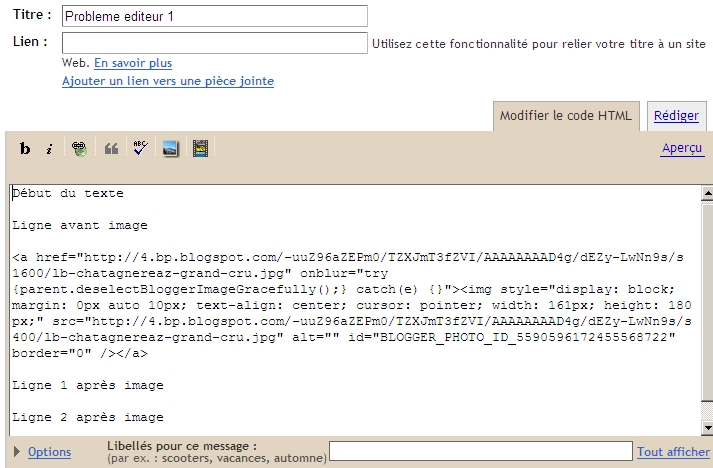 Titre : Probleme editeur 1
Lien : Utilisez cette fonctionnalité pour relier votre titre à un site
Web. En savoir plus
Ajouter un lien vers une pièce jointe
Modifier le code HTML Rédiger
b i ABC Aperçu
Début du texte
Ligne avant image
<a href="http://4.bp.blogspot.com/-uuZ96aZEPm0/TZXJmT3fZVI/AAAAAAAAD4g/dEZy-LwNn9s/s
1600/lb-chatagnereaz-grand-cru.jpg" onblur="try
{parent.deselectBloggerImageGracefully();} catch(e) {}"><img style="display: block;
margin: 0px auto 10px; text-align: center; cursor: pointer; width: 161px; height: 180
px;" src="http://4.bp.blogspot.com/-uuZ96aZEPm0/TZXJmT3fZVI/AAAAAAAAD4g/dEZy-LwNn9s/s
400/lb-chatagnereaz-grand-cru.jpg" alt="" id="BLOGGER_PHOTO_ID_5590596172455568722"
border="0" /></a>
Ligne 1 après image
Ligne 2 après image
Options Libellés pour ce message :
(par ex. : scooters, vacances, automne) Tout afficher